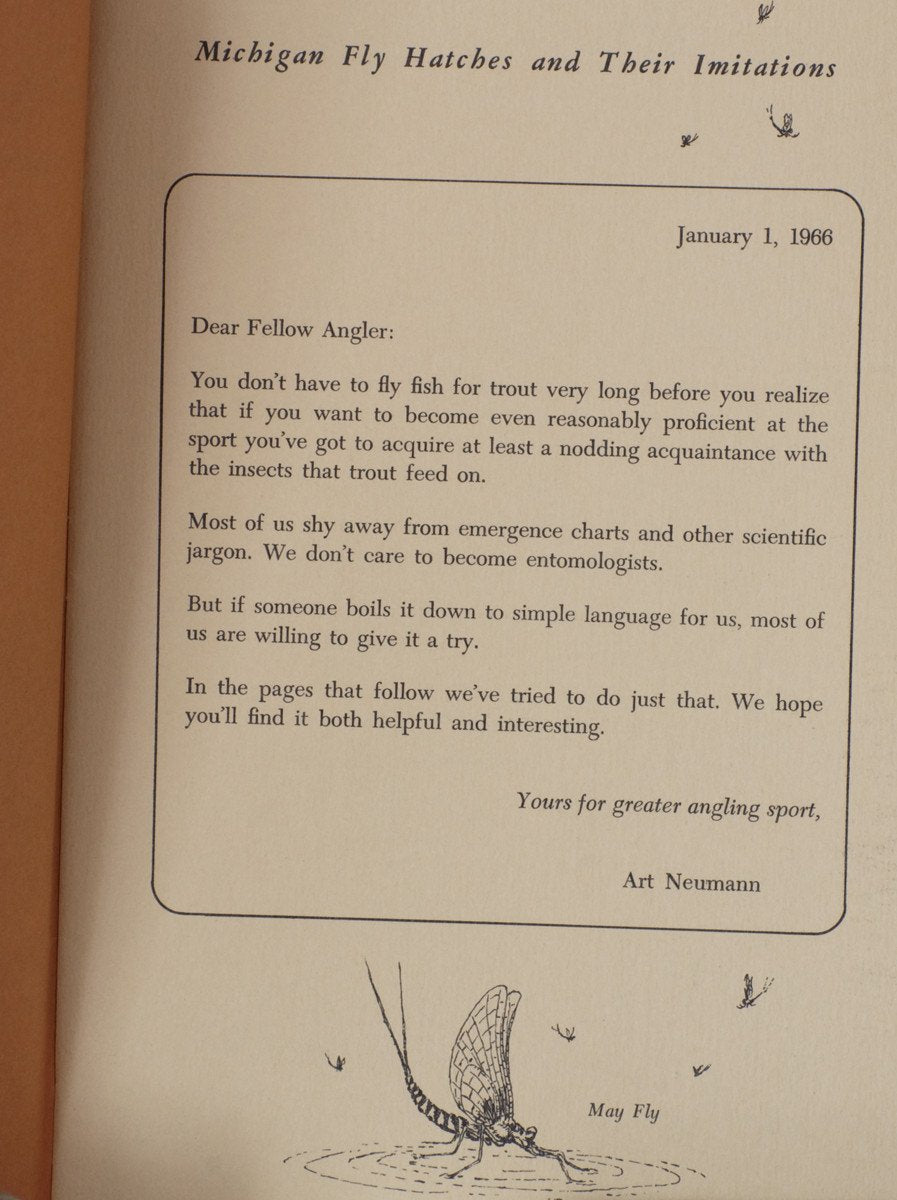 Michigan Fly Hatches and Their Imitations
January 1, 1966
Dear Fellow Angler:
You don't have to fly fish for trout very long before you realize
that if you want to become even reasonably proficient at the
sport you've got to acquire at least a nodding acquaintance with
the insects that trout feed on.
Most of us shy away from emergence charts and other scientific
jargon. We don't care to become entomologists.
But if someone boils it down to simple language for us, most of
us are willing to give it a try.
In the pages that follow we've tried to do just that. We hope
you'll find it both helpful and interesting.
Yours for greater angling sport,
Art Neumann
May Fly